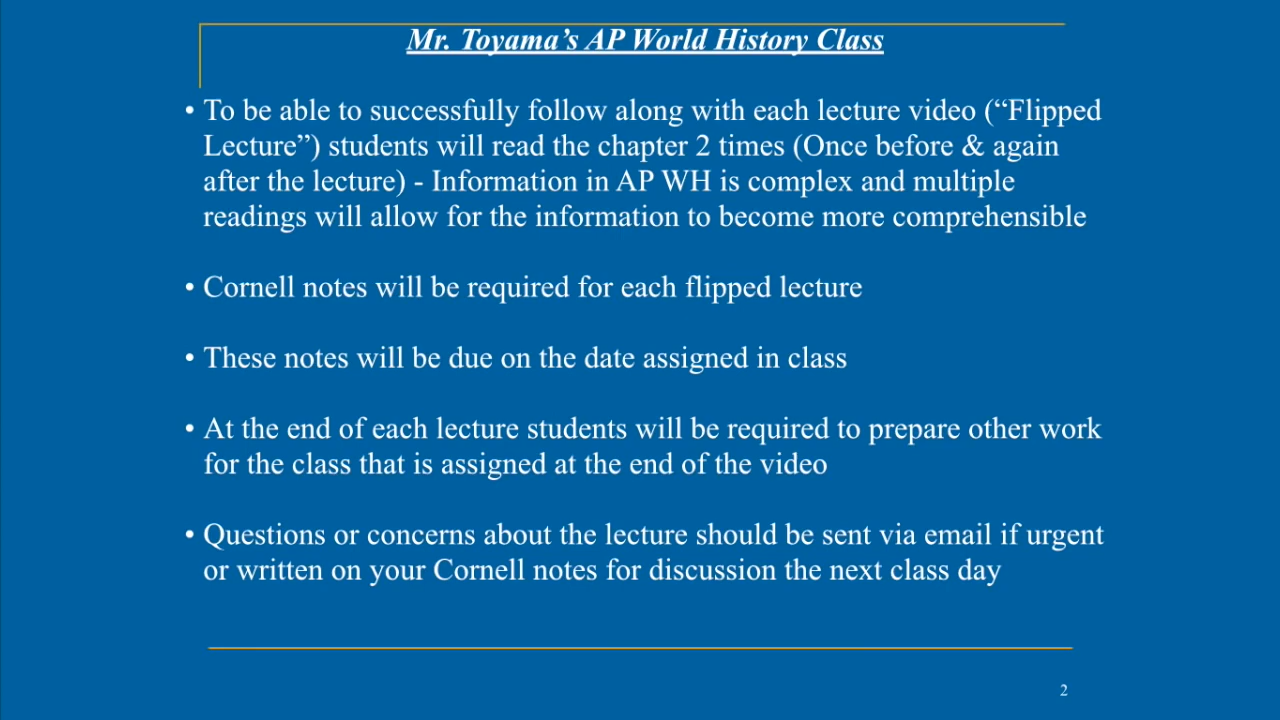 Mr. Toyama’s AP World History Class
• To be able to successfully follow along with each lecture video (“Flipped
Lecture”) students will read the chapter 2 times (Once before & again
after the lecture) - Information in AP WH is complex and multiple
readings will allow for the information to become more comprehensible
• Cornell notes will be required for each flipped lecture
• These notes will be due on the date assigned in class
• At the end of each lecture students will be required to prepare other work
for the class that is assigned at the end of the video
• Questions or concerns about the lecture should be sent via email if urgent
or written on your Cornell notes for discussion the next class day
2